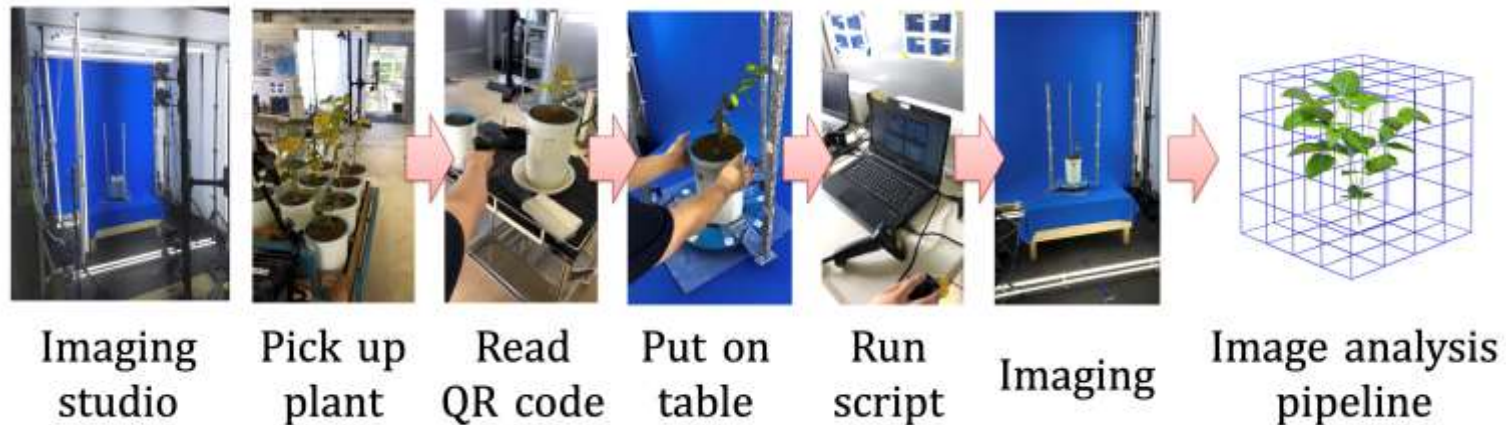 Imaging
studio
Pick up
plant
Read
QR code
Put on
table
Run
script
Imaging
Image analysis
pipeline